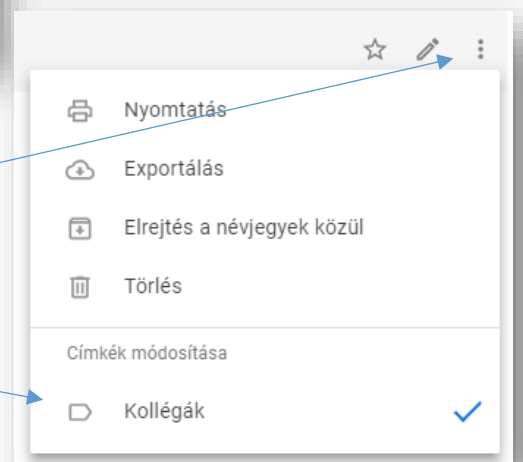 Nyomtatás
Exportálás
Elrejtés a névjegyek közül
Törlés
Címkék módosítása
Kollégák